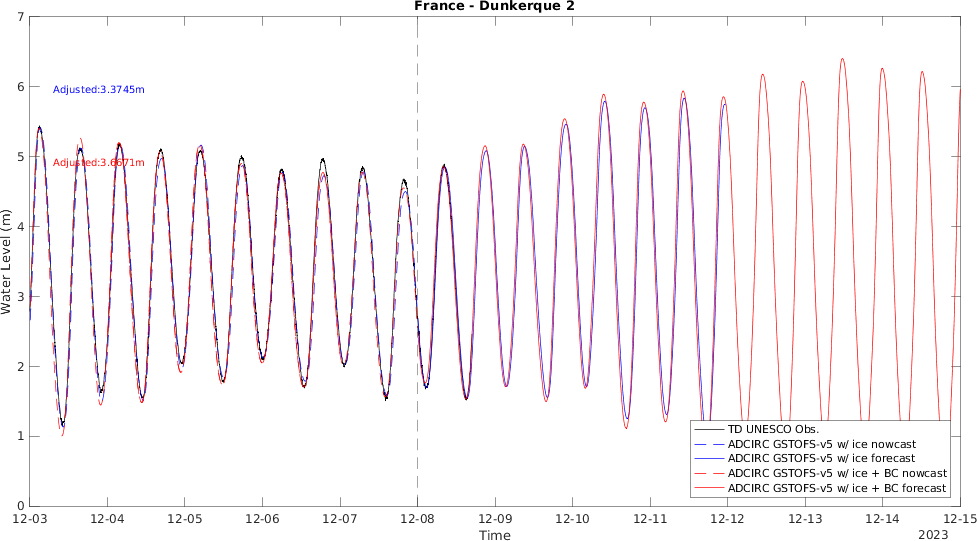 France - Dunkerque 2
Water Level (m)
7
6
5
4
3
2
1
0
Adjusted:3.3745m
Adjusted:3.6671m
TD UNESCO Obs.
ADCIRC GSTOFS-v5 w/ ice nowcast
ADCIRC GSTOFS-v5 w/ ice forecast
ADCIRC GSTOFS-v5 w/ ice + BC nowcast
ADCIRC GSTOFS-v5 w/ ice + BC forecast
12-03 12-04 12-05 12-06 12-07 12-08 12-09 12-10 12-11 12-12 12-13 12-14 12-15
Time
2023